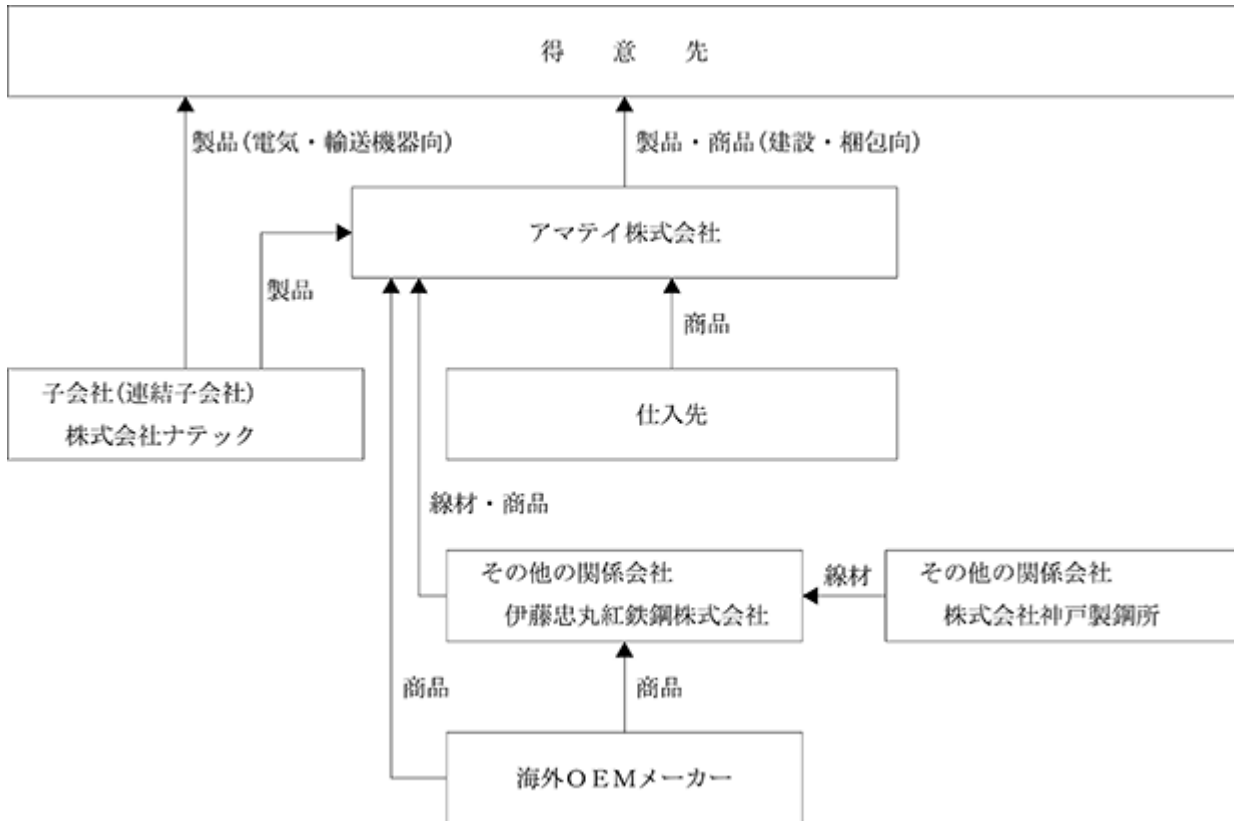 得意先
製品(電気・輸送機器向)
製品・商品(建設・梱包向)
アマテイ株式会社
製品
商品
子会社(連結子会社)
株式会社ナテック
仕入先
線材・商品
その他の関係会社
伊藤忠丸紅鉄鋼株式会社
線材
その他の関係会社
株式会社神戸製鋼所
商品
商品
海外OEMメーカー